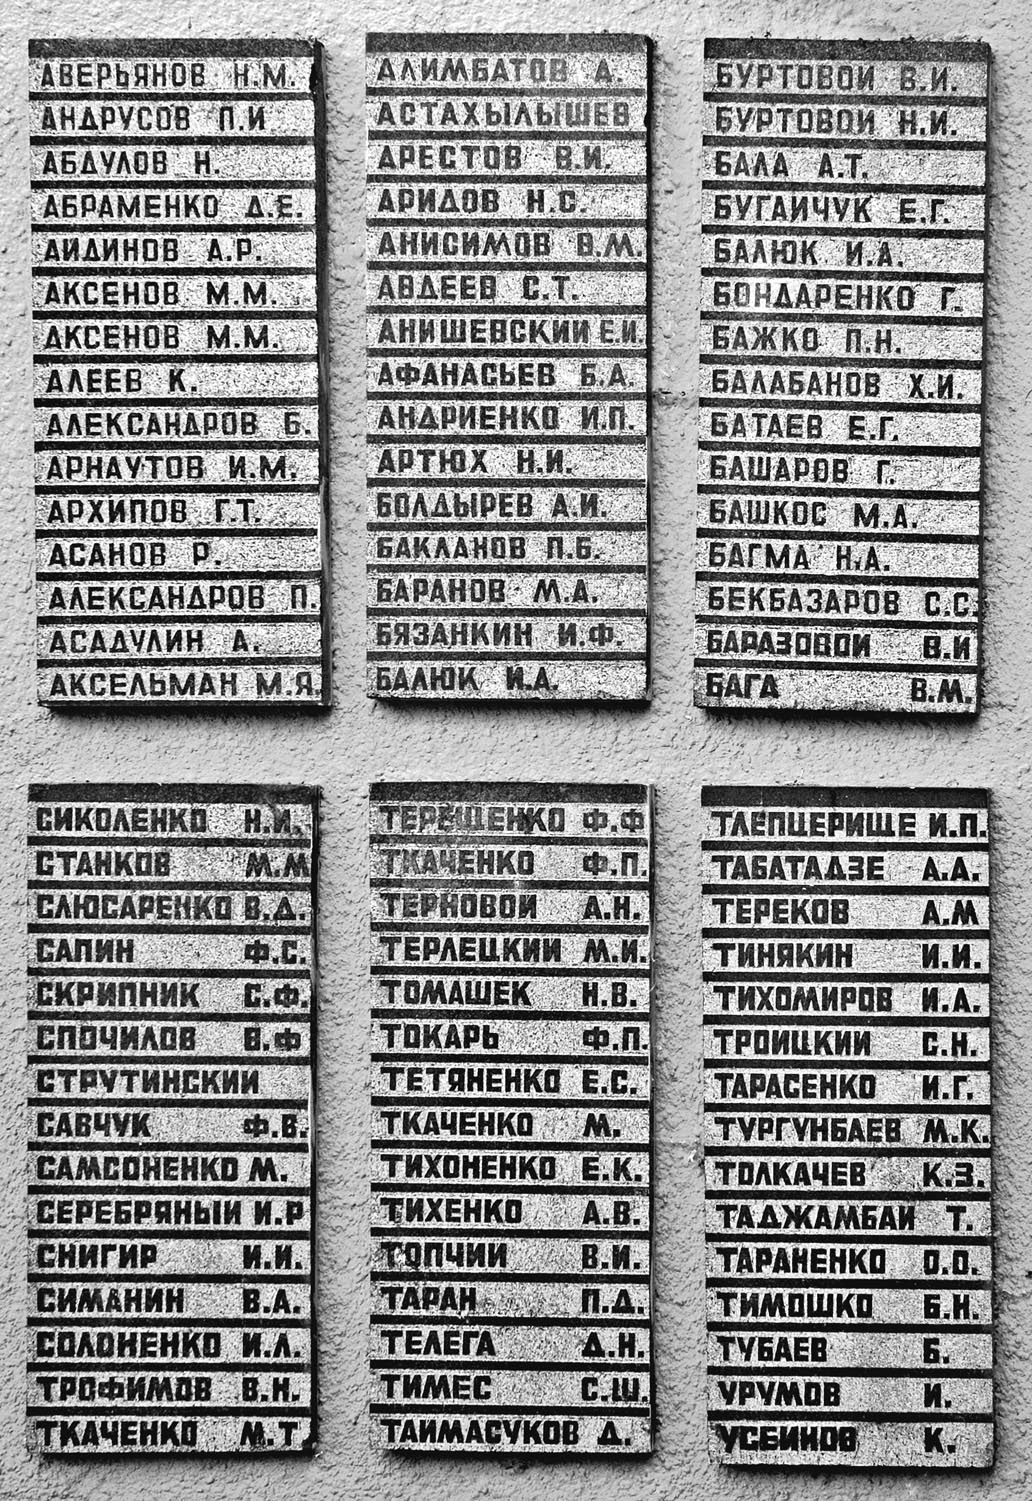 АВЕРЬЯНОВ Н.М.
АНДРУСОВ П.И
АБДУЛОВ Н.
АБРАМЕНКО Д.Е.
АИДИНОВ А.Р.
АКСЕНОВ М.М.
АКСЕНОВ М.М.
АЛЕЕВ К.
АЛЕКСАНДРОВ Б.
АРНАУТОВ И.М.
АРХИПОВ Г.Т.
АСАНОВ Р.
АЛЕКСАНДРОВ П.
АСАДУЛИН А.
АКСЕЛЬМАН М.Я.
АЛИМБАТОВ А.
АСТАХЫЛЫШЕВ
АРЕСТОВ В.И.
АРИДОВ Н.С.
АНИСИМОВ В.М.
АВДЕЕВ С.Т.
АНИШЕВСКИИ Е.И.
АФАНАСЬЕВ Б.А.
АНДРИЕНКО И.П.
АРТЮХ Н.И.
БОЛДЫРЕВ А.И.
БАКЛАНОВ П.Б.
БАРАНОВ М.А.
БЯЗАНКИН И.Ф.
БАЛЮК И.А.
БУРТОВОИ В.И.
БУРТОВОИ Н.И.
БАЛА А.Т.
БУГАИЧУК Е.Г.
БАЛЮК И.А.
БОНДАРЕНКО Г.
БАЖКО П.Н.
БАЛАБАНОВ Х.И.
БАТАЕВ Е.Г.
БАШАРОВ Г.
БАШКОС М.А.
БАГМА Н.А.
БЕКБАЗАРОВ С.С.
БАРАЗОВОИ В.И
БАГА В.М.
СИКОЛЕНКО Н.И.
СТАНКОВ М.М
СЛЮСАРЕНКО В.Д.
САПИН Ф.С.
СКРИПНИК С.Ф.
СПОЧИЛОВ В.Ф
СТРУТИНСКИИ
САВЧУК Ф.В.
САМСОНЕНКО М.
СЕРЕБРЯНЫИ И.Р
СНИГИР И.И.
СИМАНИН В.А.
СОЛОНЕНКО И.Л.
ТРОФИМОВ В.Н.
ТКАЧЕНКО М.Т
ТЕРЕЩЕНКО Ф.Ф
ТКАЧЕНКО Ф.П.
ТЕРНОВОИ А.Н.
ТЕРЛЕЦКИИ М.И.
ТОМАШЕК Н.В.
ТОКАРЬ Ф.П.
ТЕТЯНЕНКО Е.С.
ТКАЧЕНКО М.
ТИХОНЕНКО Е.К.
ТИХЕНКО А.В.
ТОПЧИИ В.И.
ТАРАН П.Д.
ТЕЛЕГА Д.Н.
ТИМЕС С.Ш.
ТАИМАСУКОВ Д.
ТЛЕПЦЕРИЩЕ И.П.
ТАБАТАДЗЕ А.А.
ТЕРЕКОВ А.М
ТИНЯКИН И.И.
ТИХОМИРОВ И.А.
ТРОИЦКИИ С.Н.
ТАРАСЕНКО И.Г.
ТУРГУНБАЕВ М.К.
ТОЛКАЧЕВ К.З.
ТАДЖАМБАИ Т.
ТАРАНЕНКО О.О.
ТИМОШКО Б.Н.
ТУБАЕВ Б.
УРУМОВ И.
УСЕИНОВ К.